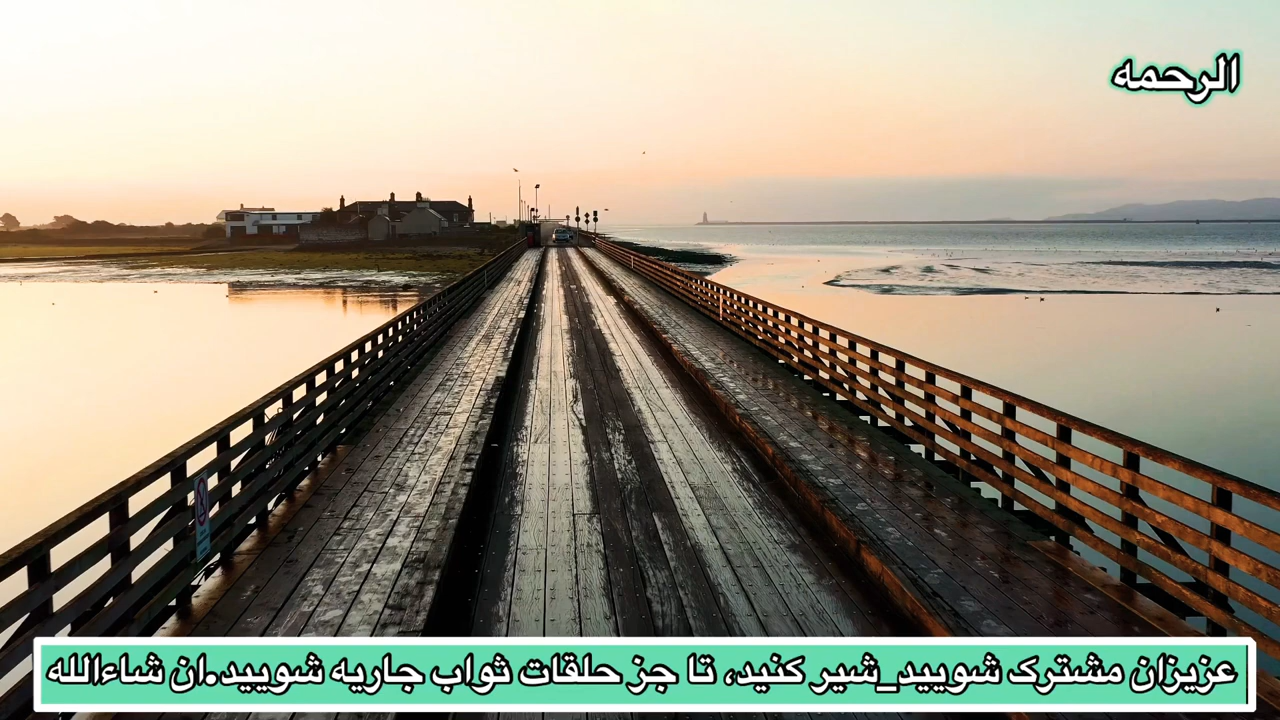 الرحمه
عزیزان مشترک شویید_شیر کنید، تا جز حلقات ثواب جاریه شویید.ان شاءالله